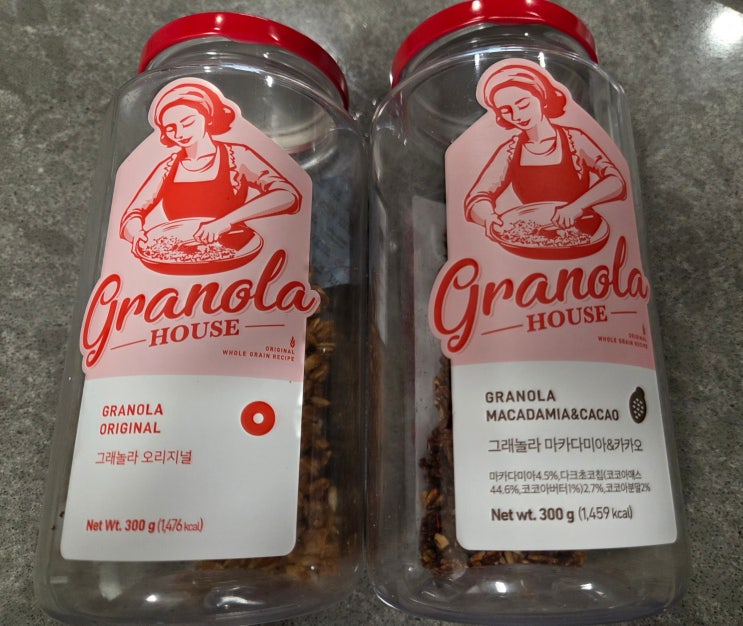 Granola
HOUSE
ORIGINAL
WHOLE GRAIN RECIPE
GRANOLA
ORIGINAL
그래놀라 오리지널
Net Wt. 300 g (1,476 kcal)
Granola
HOUSE
ORIGINAL
WHOLE GRAIN RECIPE
GRANOLA
MACADAMIA&CACAO
그래놀라 마카다미아&카카오
마카다미아4.5%,다크초코칩(코코아매스
44.6%,코코아버터1%)2.7%,코코아분말2%
Net wt. 300 g (1,459 kcal)